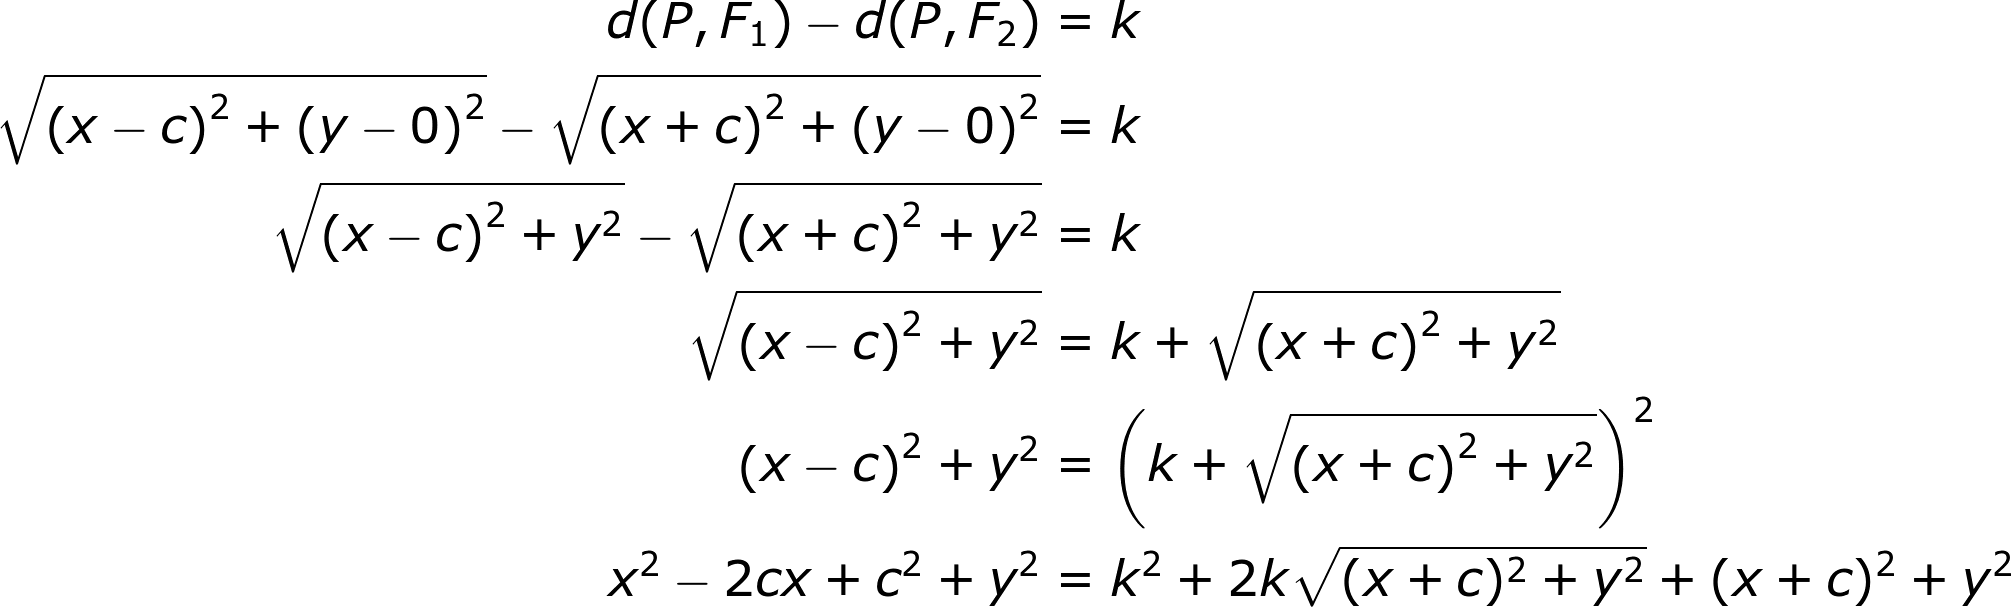 d(P, F₁) − d(P, F₂) = k
√((x − c)² + (y − 0)²) − √((x + c)² + (y − 0)²) = k
√((x − c)² + y²) − √((x + c)² + y²) = k
√((x − c)² + y²) = k + √((x + c)² + y²)
(x − c)² + y² = (k + √((x + c)² + y²))²
x² − 2cx + c² + y² = k² + 2k√((x + c)² + y²) + (x + c)² + y²